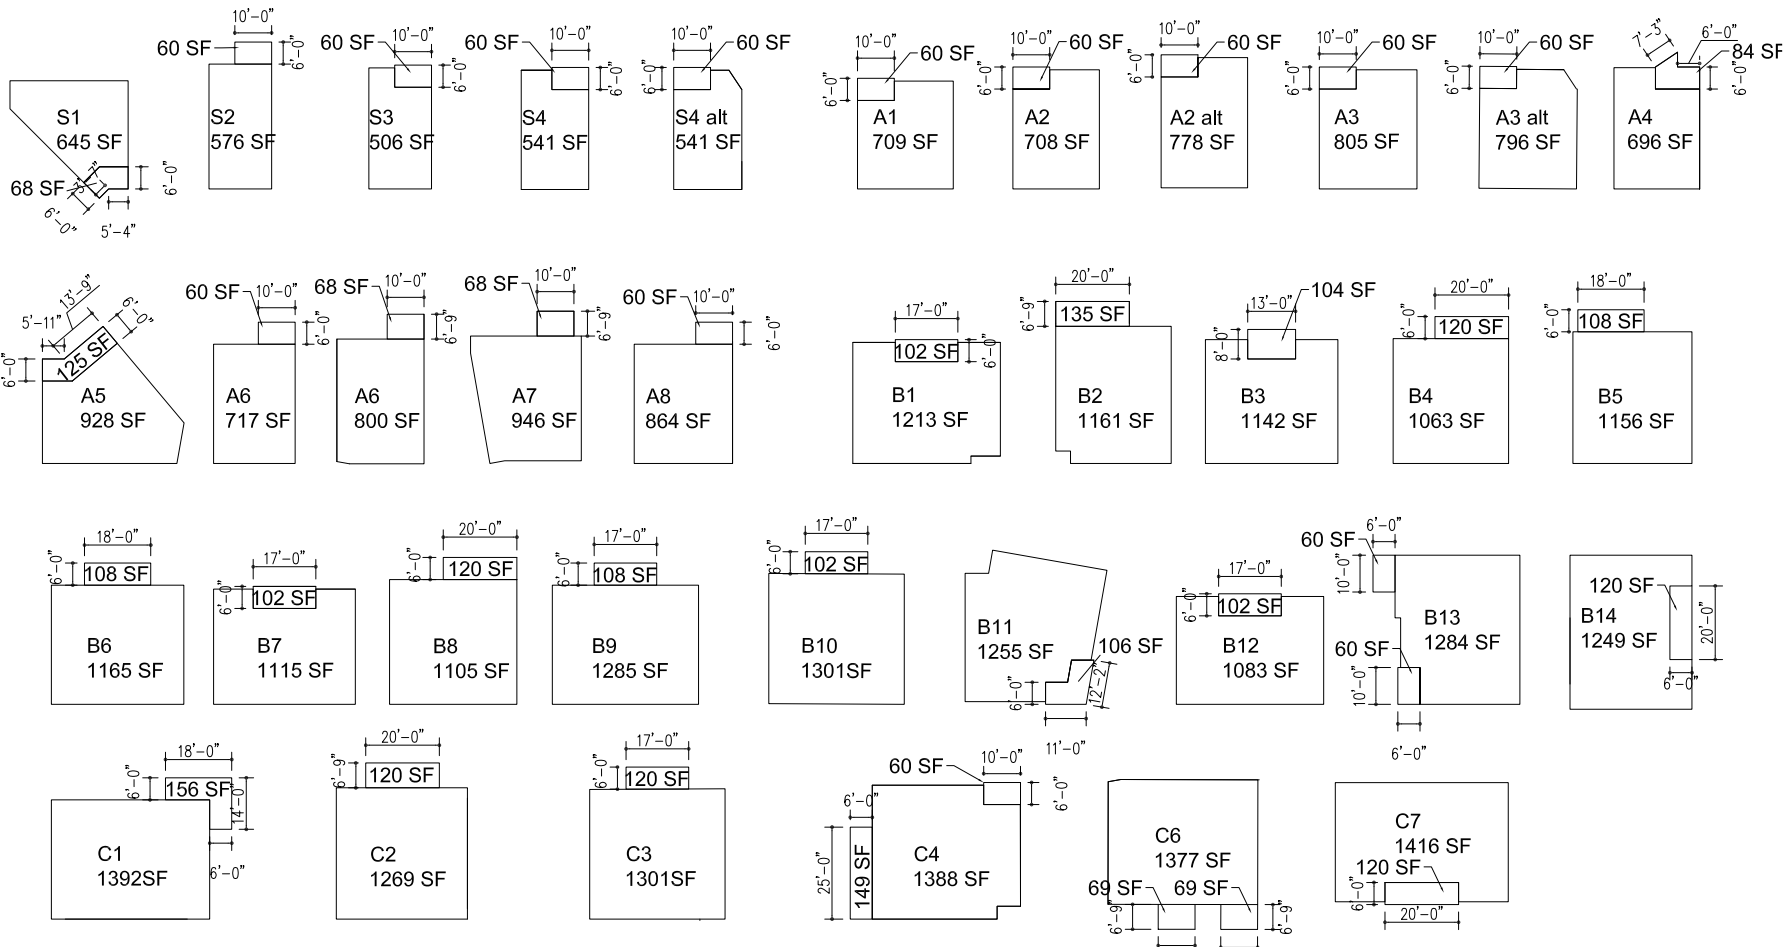 10'-0"
60 SF
6'-0"
S1
645 SF
7'-7"
68 SF
6'-0"
6'-0"
5'-4"
S2
576 SF
10'-0"
60 SF
6'-0"
S3
506 SF
10'-0"
60 SF
6'-0"
S4
541 SF
10'-0"
60 SF
6'-0"
S4 alt
541 SF
10'-0"
60 SF
6'-0"
A1
709 SF
10'-0"
60 SF
6'-0"
A2
708 SF
10'-0"
60 SF
6'-0"
A2 alt
778 SF
10'-0"
60 SF
6'-0"
A3
805 SF
10'-0"
60 SF
6'-0"
A3 alt
796 SF
7'-3"
6'-0"
84 SF
6'-0"
A4
696 SF
13'-9"
5'-11"
6'-0"
6'-0"
125 SF
A5
928 SF
10'-0"
60 SF
6'-0"
A6
717 SF
10'-0"
68 SF
6'-9"
A6
800 SF
10'-0"
68 SF
6'-9"
A7
946 SF
10'-0"
60 SF
6'-0"
A8
864 SF
17'-0"
102 SF
6'-0"
B1
1213 SF
20'-0"
6'-9"
135 SF
B2
1161 SF
13'-0"
104 SF
8'-0"
B3
1142 SF
20'-0"
6'-0"
120 SF
B4
1063 SF
18'-0"
6'-0"
108 SF
B5
1156 SF
18'-0"
6'-0"
108 SF
B6
1165 SF
17'-0"
6'-0"
102 SF
B7
1115 SF
20'-0"
6'-0"
120 SF
B8
1105 SF
17'-0"
6'-0"
108 SF
B9
1285 SF
17'-0"
6'-0"
102 SF
B10
1301SF
B11
1255 SF
106 SF
6'-0"
12'-2"
11'-0"
17'-0"
6'-0"
102 SF
B12
1083 SF
6'-0"
60 SF
10'-0"
B13
1284 SF
60 SF
10'-0"
6'-0"
120 SF
B14
1249 SF
20'-0"
6'-0"
18'-0"
6'-0"
156 SF
14'-0"
C1
1392SF
6'-0"
20'-0"
6'-9"
120 SF
C2
1269 SF
17'-0"
6'-0"
120 SF
C3
1301SF
10'-0"
60 SF
6'-0"
6'-0"
25'-0"
149 SF
C4
1388 SF
C6
1377 SF
69 SF
69 SF
6'-9"
6'-9"
C7
1416 SF
120 SF
6'-0"
20'-0"